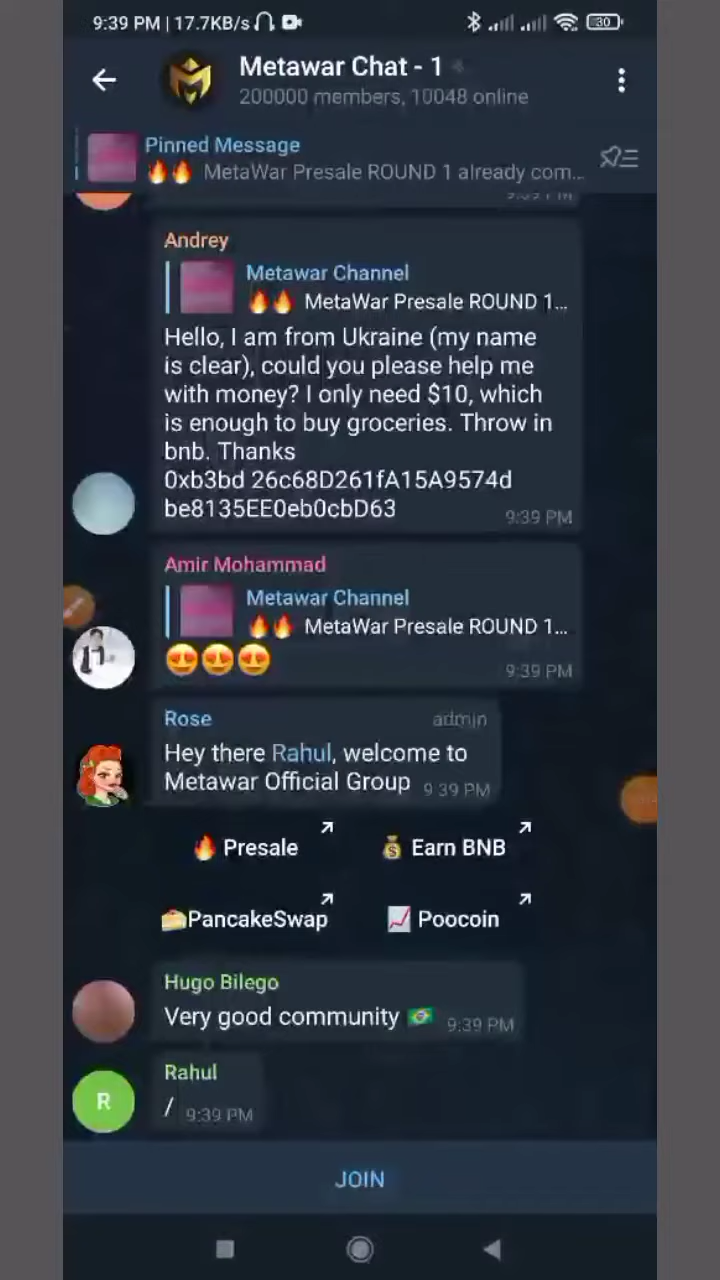 9:39 PM | 17.7KB/s
30
Metawar Chat - 1
200000 members, 10048 online
Pinned Message
🔥🔥 MetaWar Presale ROUND 1 already com...
Andrey
Metawar Channel
🔥🔥 MetaWar Presale ROUND 1...
Hello, I am from Ukraine (my name
is clear), could you please help me
with money? I only need $10, which
is enough to buy groceries. Throw in
bnb. Thanks
0xb3bd 26c68D261fA15A9574d
be8135EE0eb0cbD63
9:39 PM
Amir Mohammad
Metawar Channel
🔥🔥 MetaWar Presale ROUND 1...
😍😍😍
9:39 PM
Rose admin
Hey there Rahul, welcome to
Metawar Official Group 9:39 PM
🔥 Presale
💰 Earn BNB
🍰PancakeSwap
📈 Poocoin
Hugo Bilego
Very good community 🇧🇷 9:39 PM
Rahul
R
/ 9:39 PM
JOIN